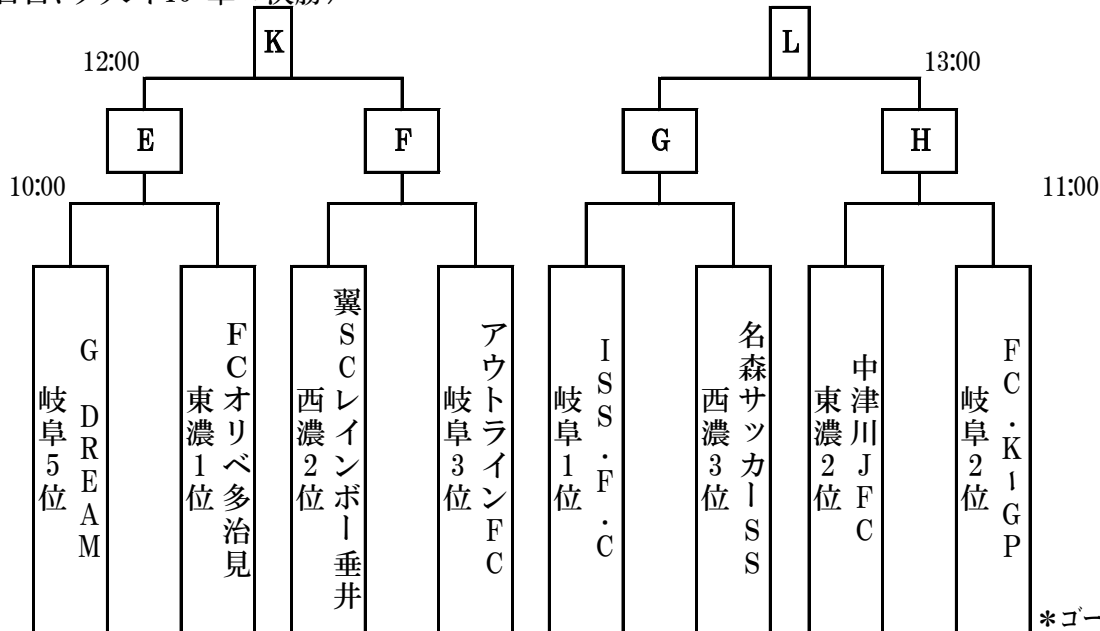 K
L
12:00
13:00
E
F
G
H
10:00
11:00
G DREAM
岐阜5位
FCオリベ多治見
東濃1位
翼SCレインボー垂井
西濃2位
アウトラインFC
岐阜3位
ISS.F.C
岐阜1位
名森サッカーSS
西濃3位
中津川JFC
東濃2位
FC.K-GP
岐阜2位
*ゴー